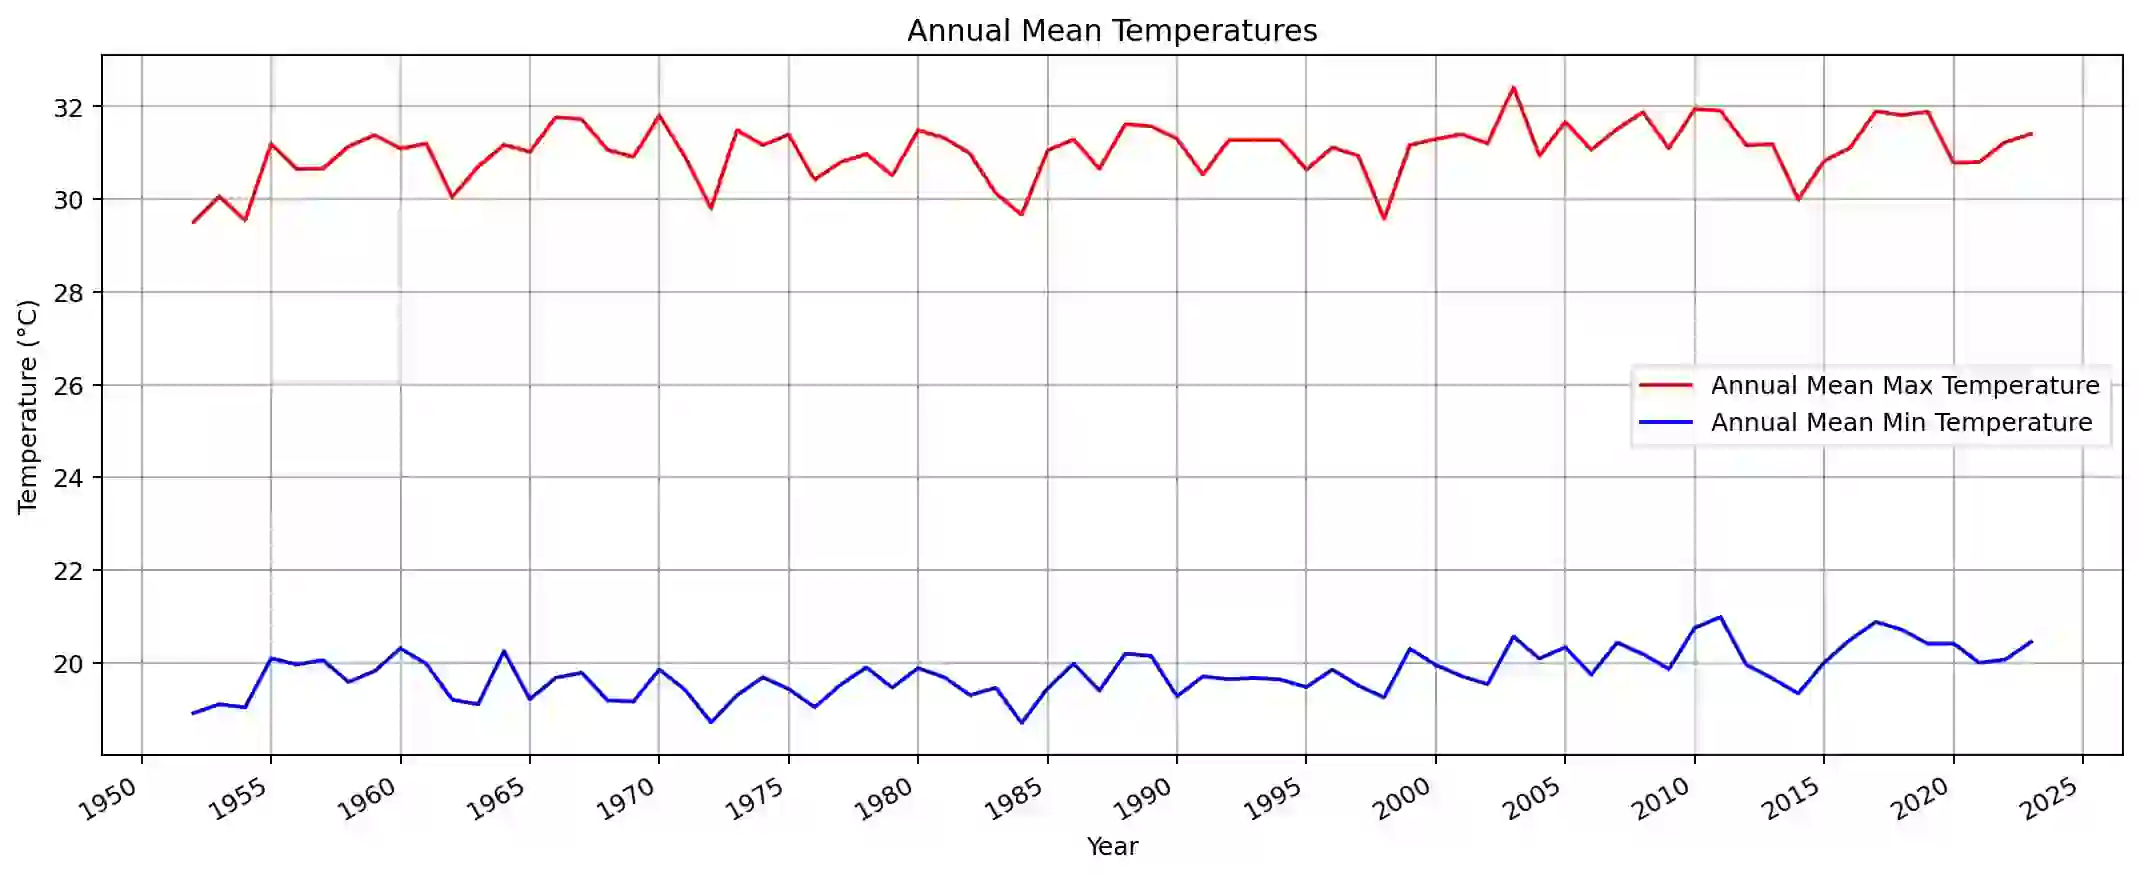 Annual Mean Temperatures
32
30
28
26
24
22
20
Temperature (°C)
Annual Mean Max Temperature
Annual Mean Min Temperature
1950 1955 1960 1965 1970 1975 1980 1985 1990 1995 2000 2005 2010 2015 2020 2025
Year